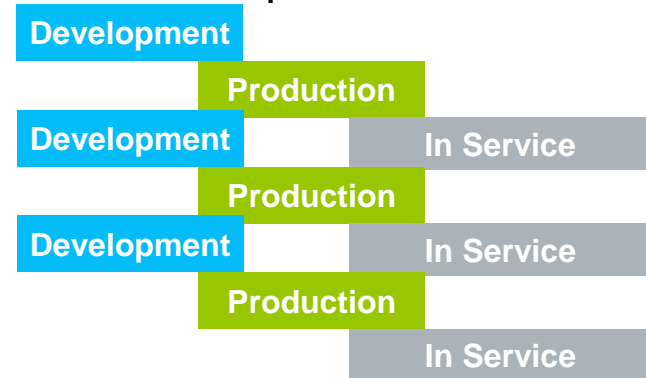 Development
Production
Development
In Service
Production
Development
In Service
Production
In Service